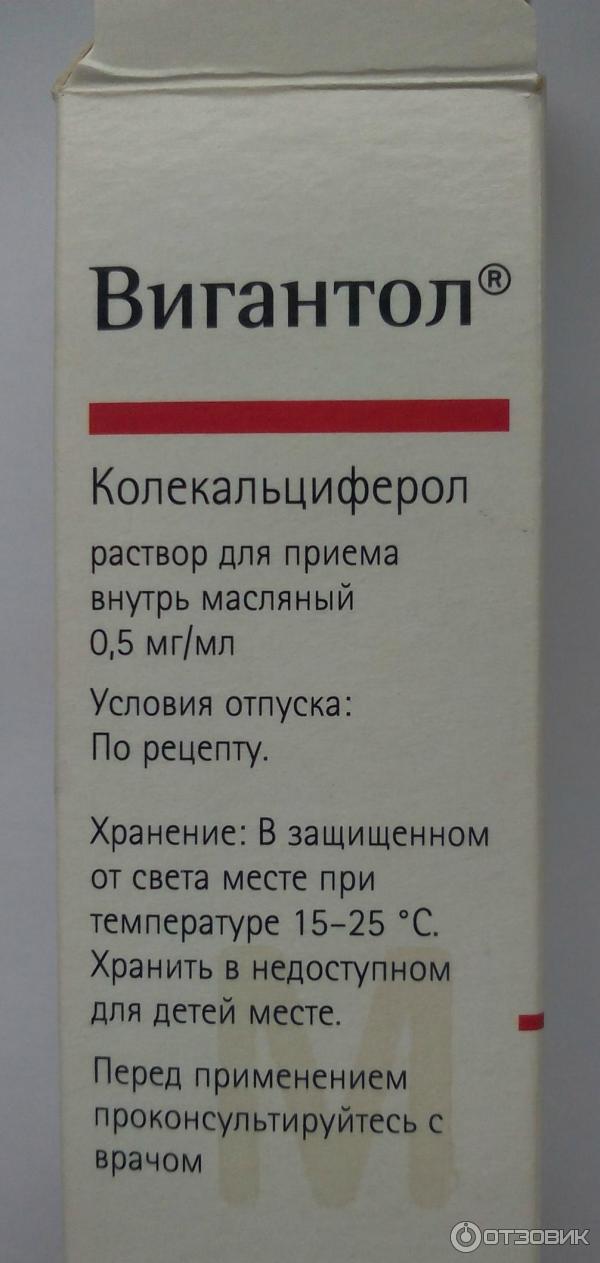 Вигантол®
Колекальциферол
раствор для приема
внутрь масляный
0,5 мг/мл
Условия отпуска:
По рецепту.
Хранение: В защищенном
от света месте при
температуре 15–25 °С.
Хранить в недоступном
для детей месте.
Перед применением
проконсультируйтесь с
врачом
М
ОТЗОВИК